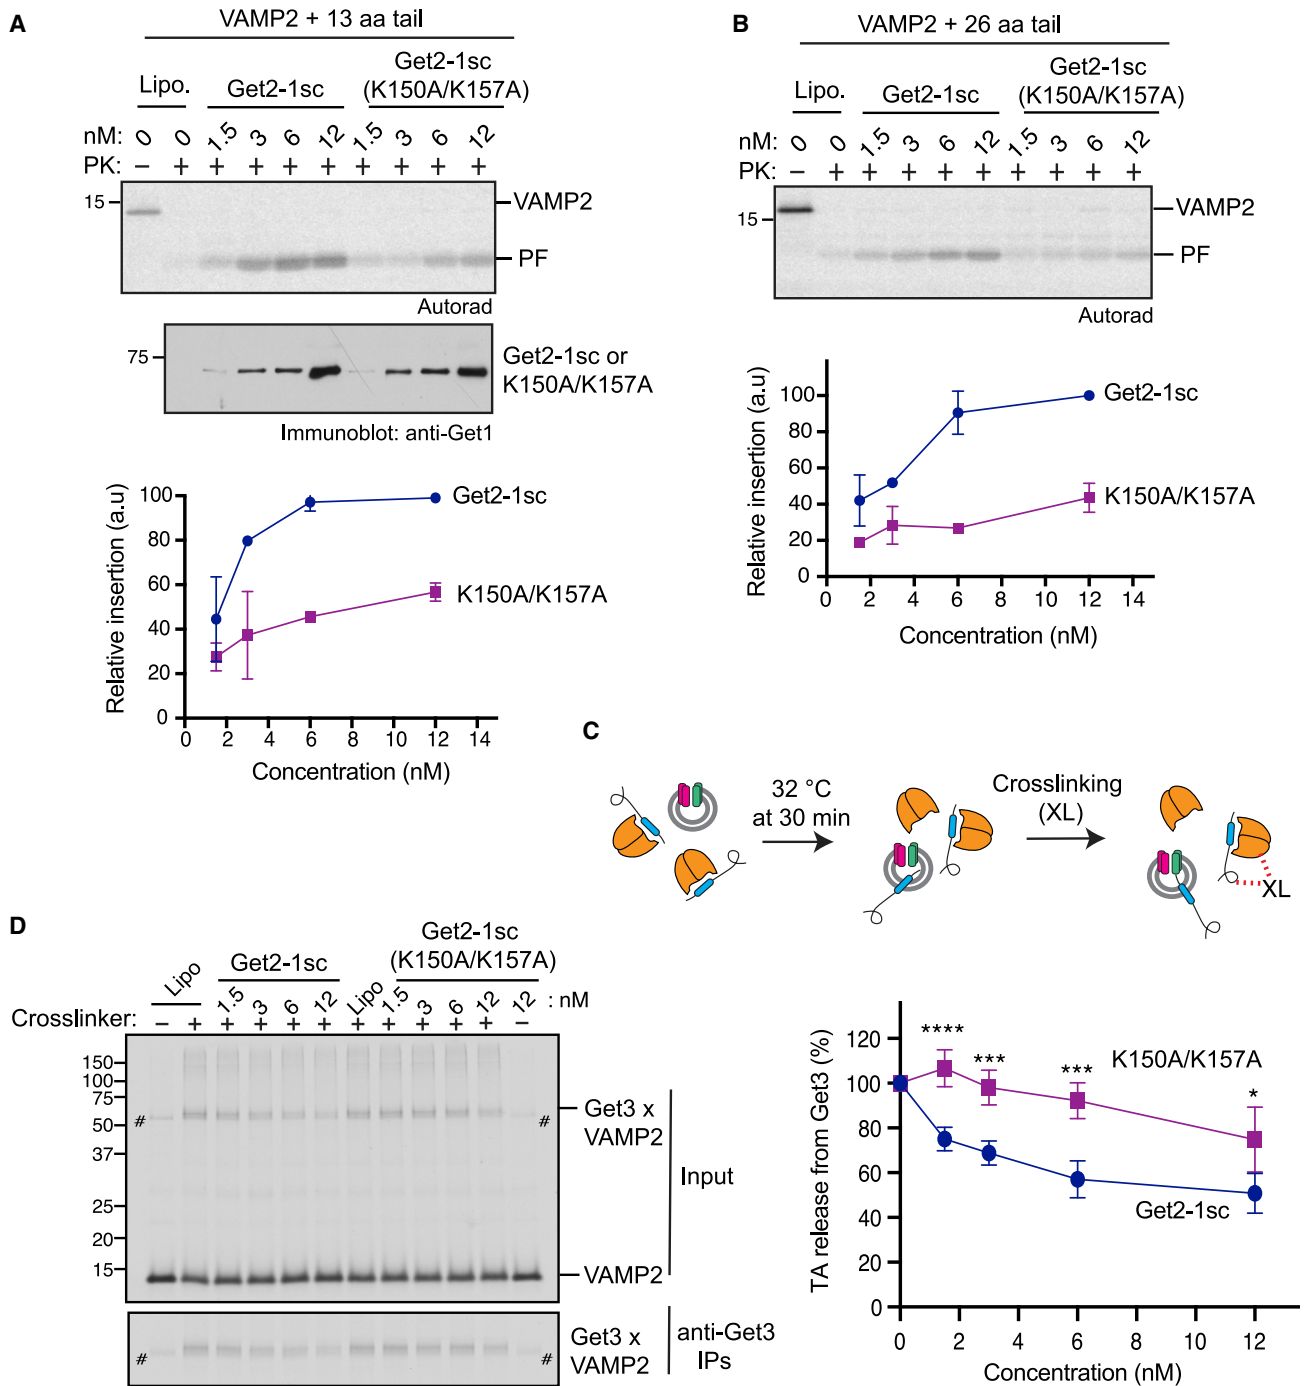 A
VAMP2 + 13 aa tail
Lipo.
Get2-1sc
Get2-1sc
(K150A/K157A)
nM: 0 0 1.5 3 6 12 1.5 3 6 12
PK: – + + + + + + + + +
15
VAMP2
PF
Autorad
75
Get2-1sc or
K150A/K157A
Immunoblot: anti-Get1
Relative insertion (a.u)
100
80
60
40
20
0
Get2-1sc
K150A/K157A
0 2 4 6 8 10 12 14
Concentration (nM)
B
VAMP2 + 26 aa tail
Lipo.
Get2-1sc
Get2-1sc
(K150A/K157A)
nM: 0 0 1.5 3 6 12 1.5 3 6 12
PK: – + + + + + + + + +
15
VAMP2
PF
Autorad
Relative insertion (a.u)
100
80
60
40
20
0
Get2-1sc
K150A/K157A
0 2 4 6 8 10 12 14
Concentration (nM)
C
32 °C
at 30 min
Crosslinking
(XL)
XL
D
Lipo
Get2-1sc
Lipo
Get2-1sc
(K150A/K157A)
1.5 3 6 12 1.5 3 6 12 12 : nM
Crosslinker: – + + + + + + + + + + –
150
100
75
50
37
25
20
15
#
#
Get3 x
VAMP2
Input
VAMP2
#
#
Get3 x
VAMP2
anti-Get3
IPs
TA release from Get3 (%)
120
100
80
60
40
20
0
****
***
***
*
K150A/K157A
Get2-1sc
0 2 4 6 8 10 12
Concentration (nM)